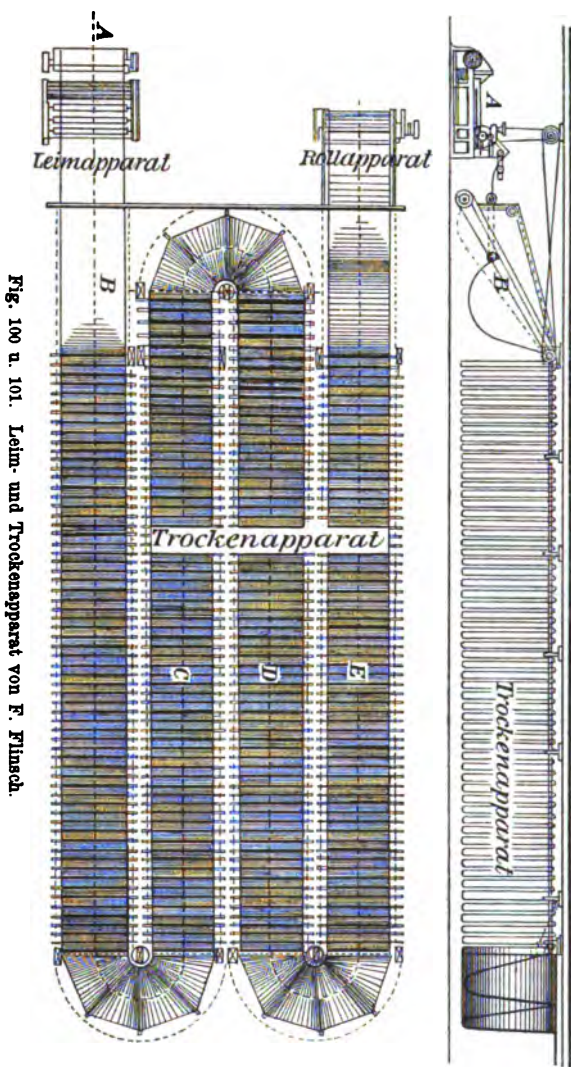 A
Leimapparat
Rollapparat
B
Trockenapparat
C
D
E
A
B
Trockenapparat
Fig. 100 u. 101. Leim- und Trockenapparat von F. Flinsch.